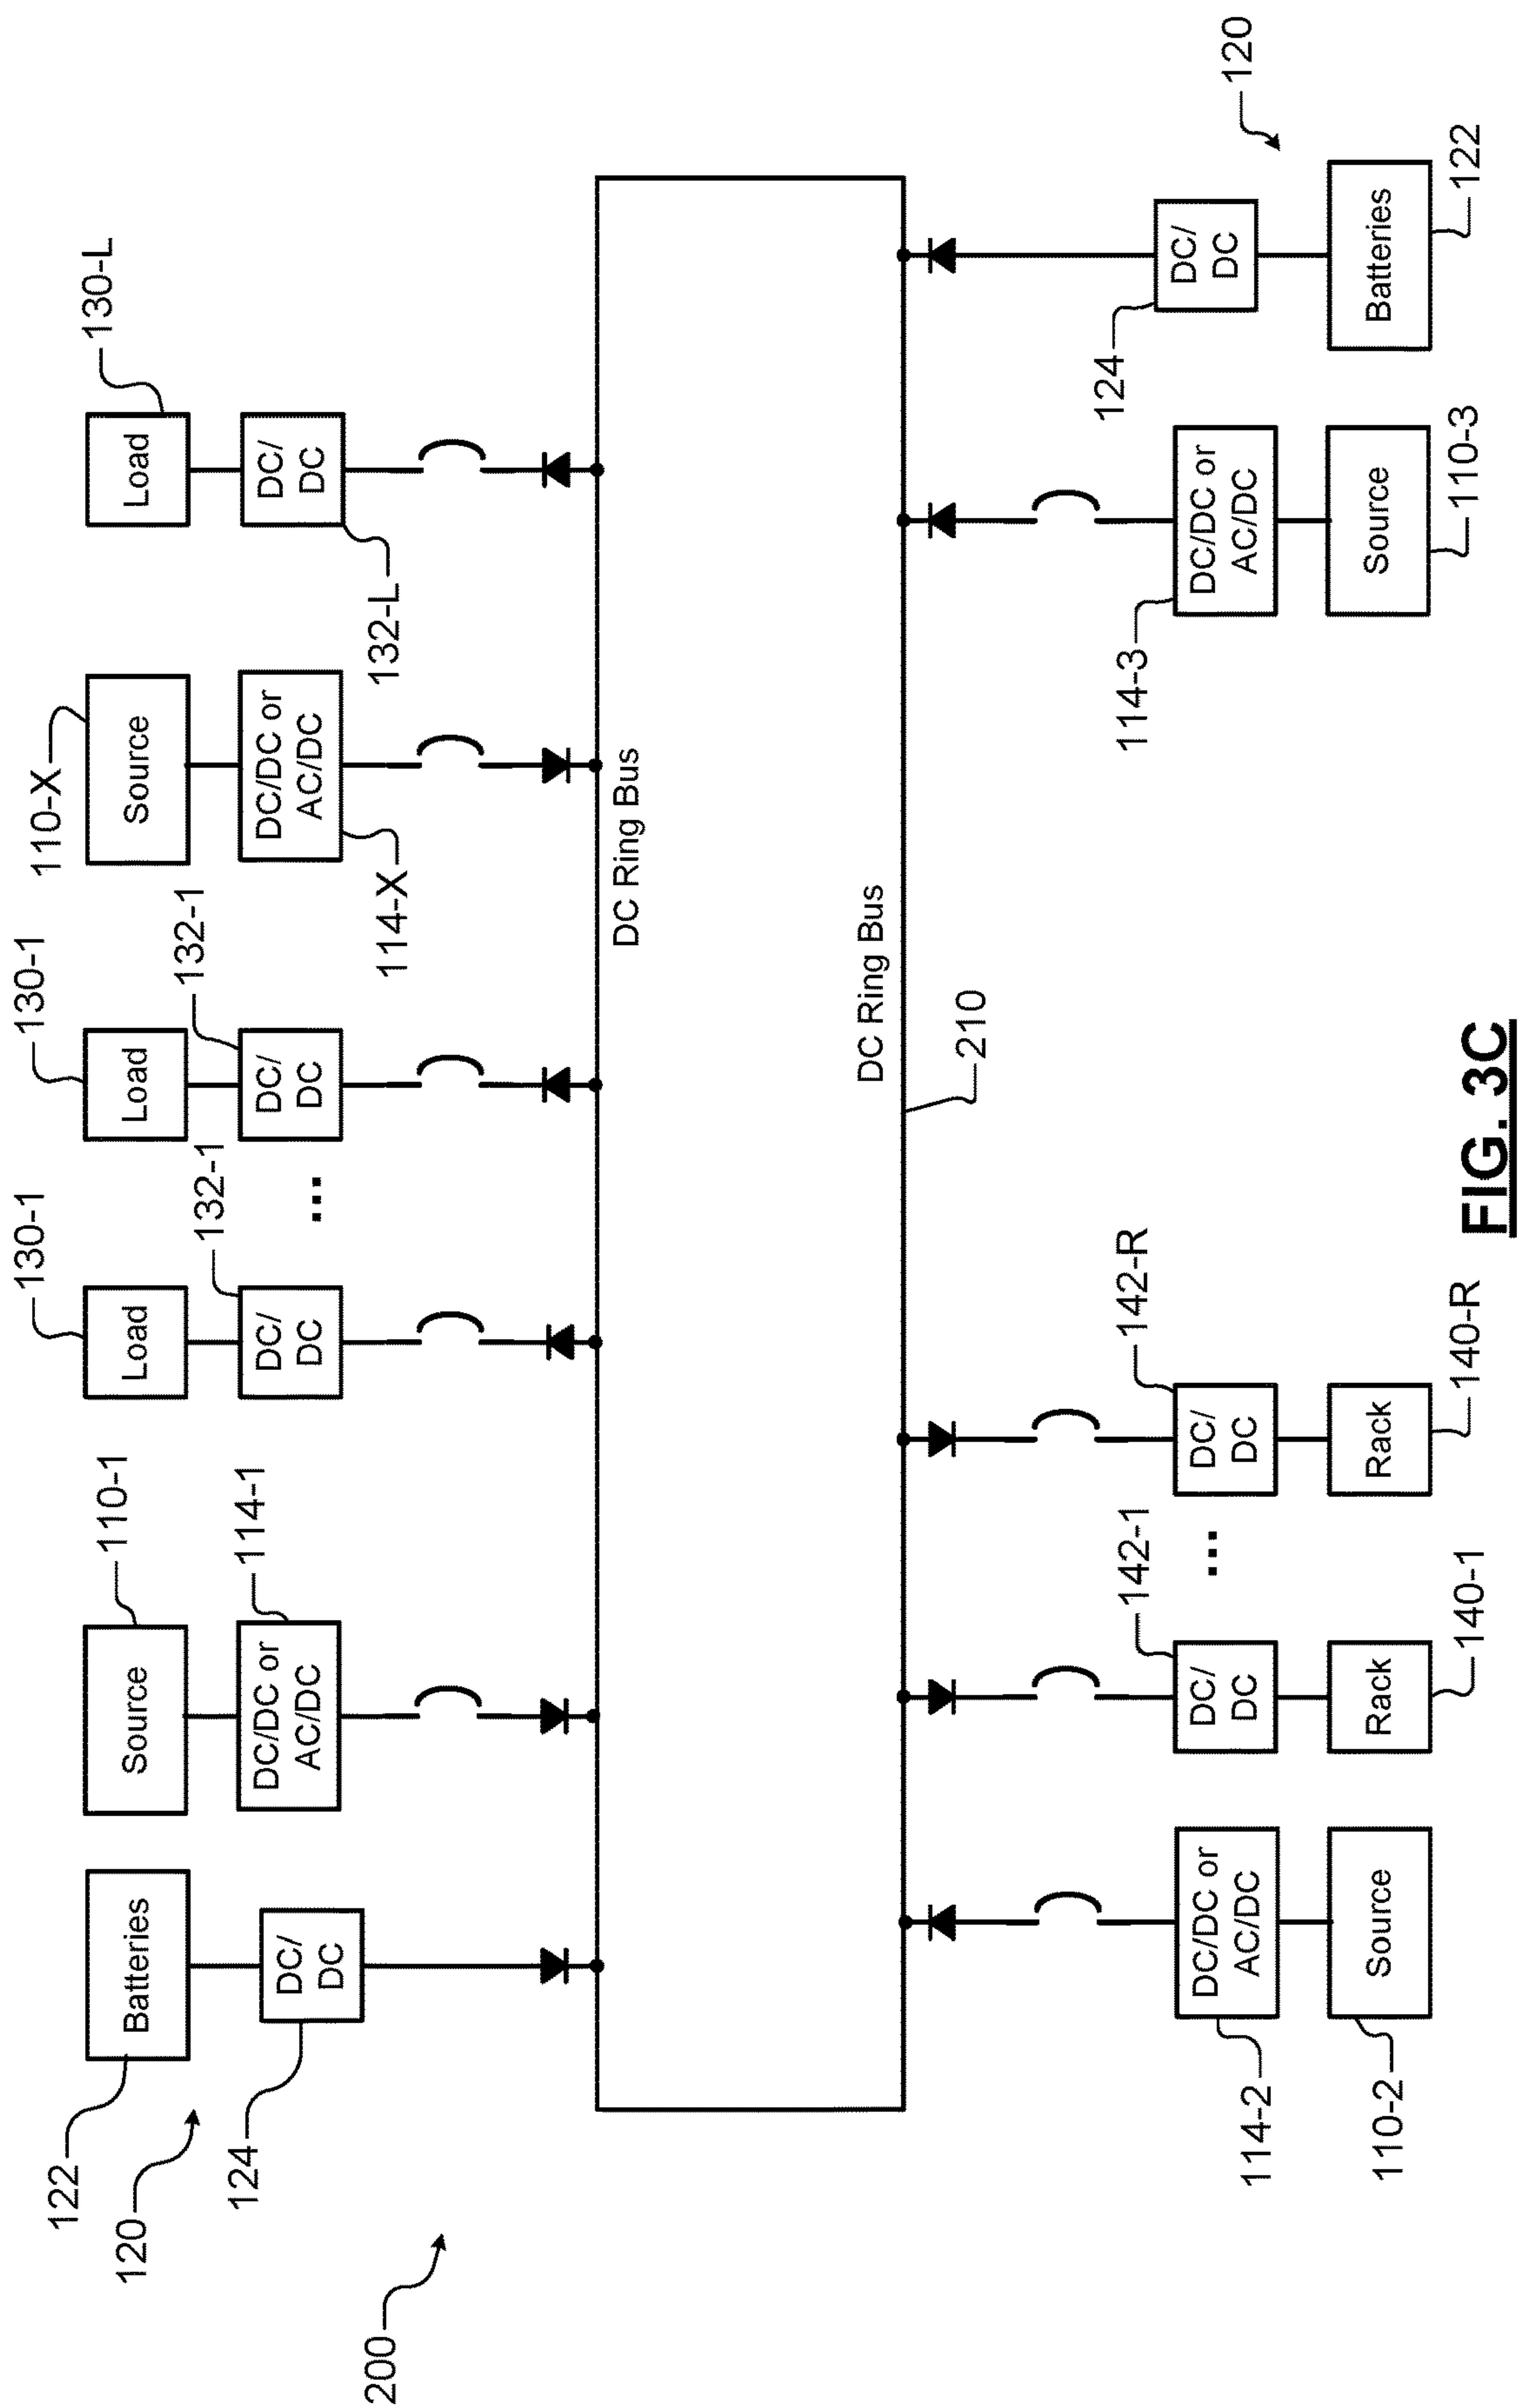 130-1
130-1
122
110-1
110-X
130-L
120
Batteries
Source
Load
Load
Source
Load
124
114-1
132-1
132-1
DC/
DC
DC/DC or
AC/DC
DC/
DC
...
DC/
DC
DC/DC or
AC/DC
DC/
DC
200
114-X
132-L
DC Ring Bus
DC Ring Bus
210
114-2
142-1
142-R
114-3
124
120
DC/DC or
AC/DC
DC/
DC
...
DC/
DC
DC/DC or
AC/DC
DC/
DC
Source
Rack
Rack
Source
Batteries
110-2
140-1
140-R
110-3
122
FIG. 3C